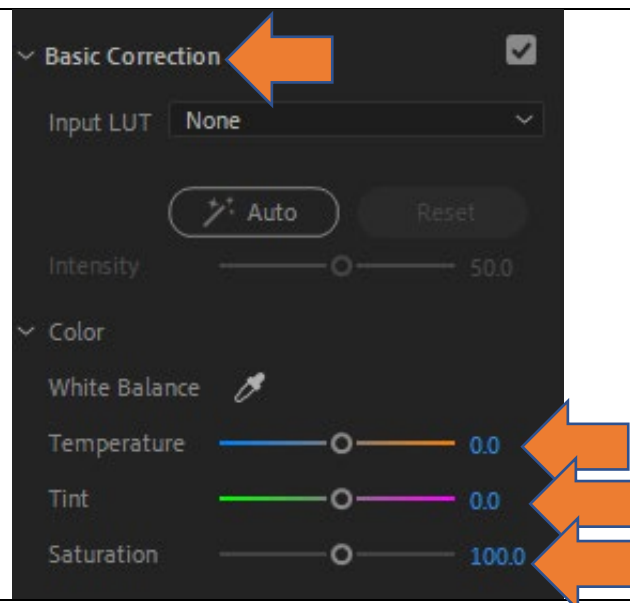 Basic Correction
Input LUT None
Auto Reset
Intensity 50.0
Color
White Balance
Temperature 0.0
Tint 0.0
Saturation 100.0